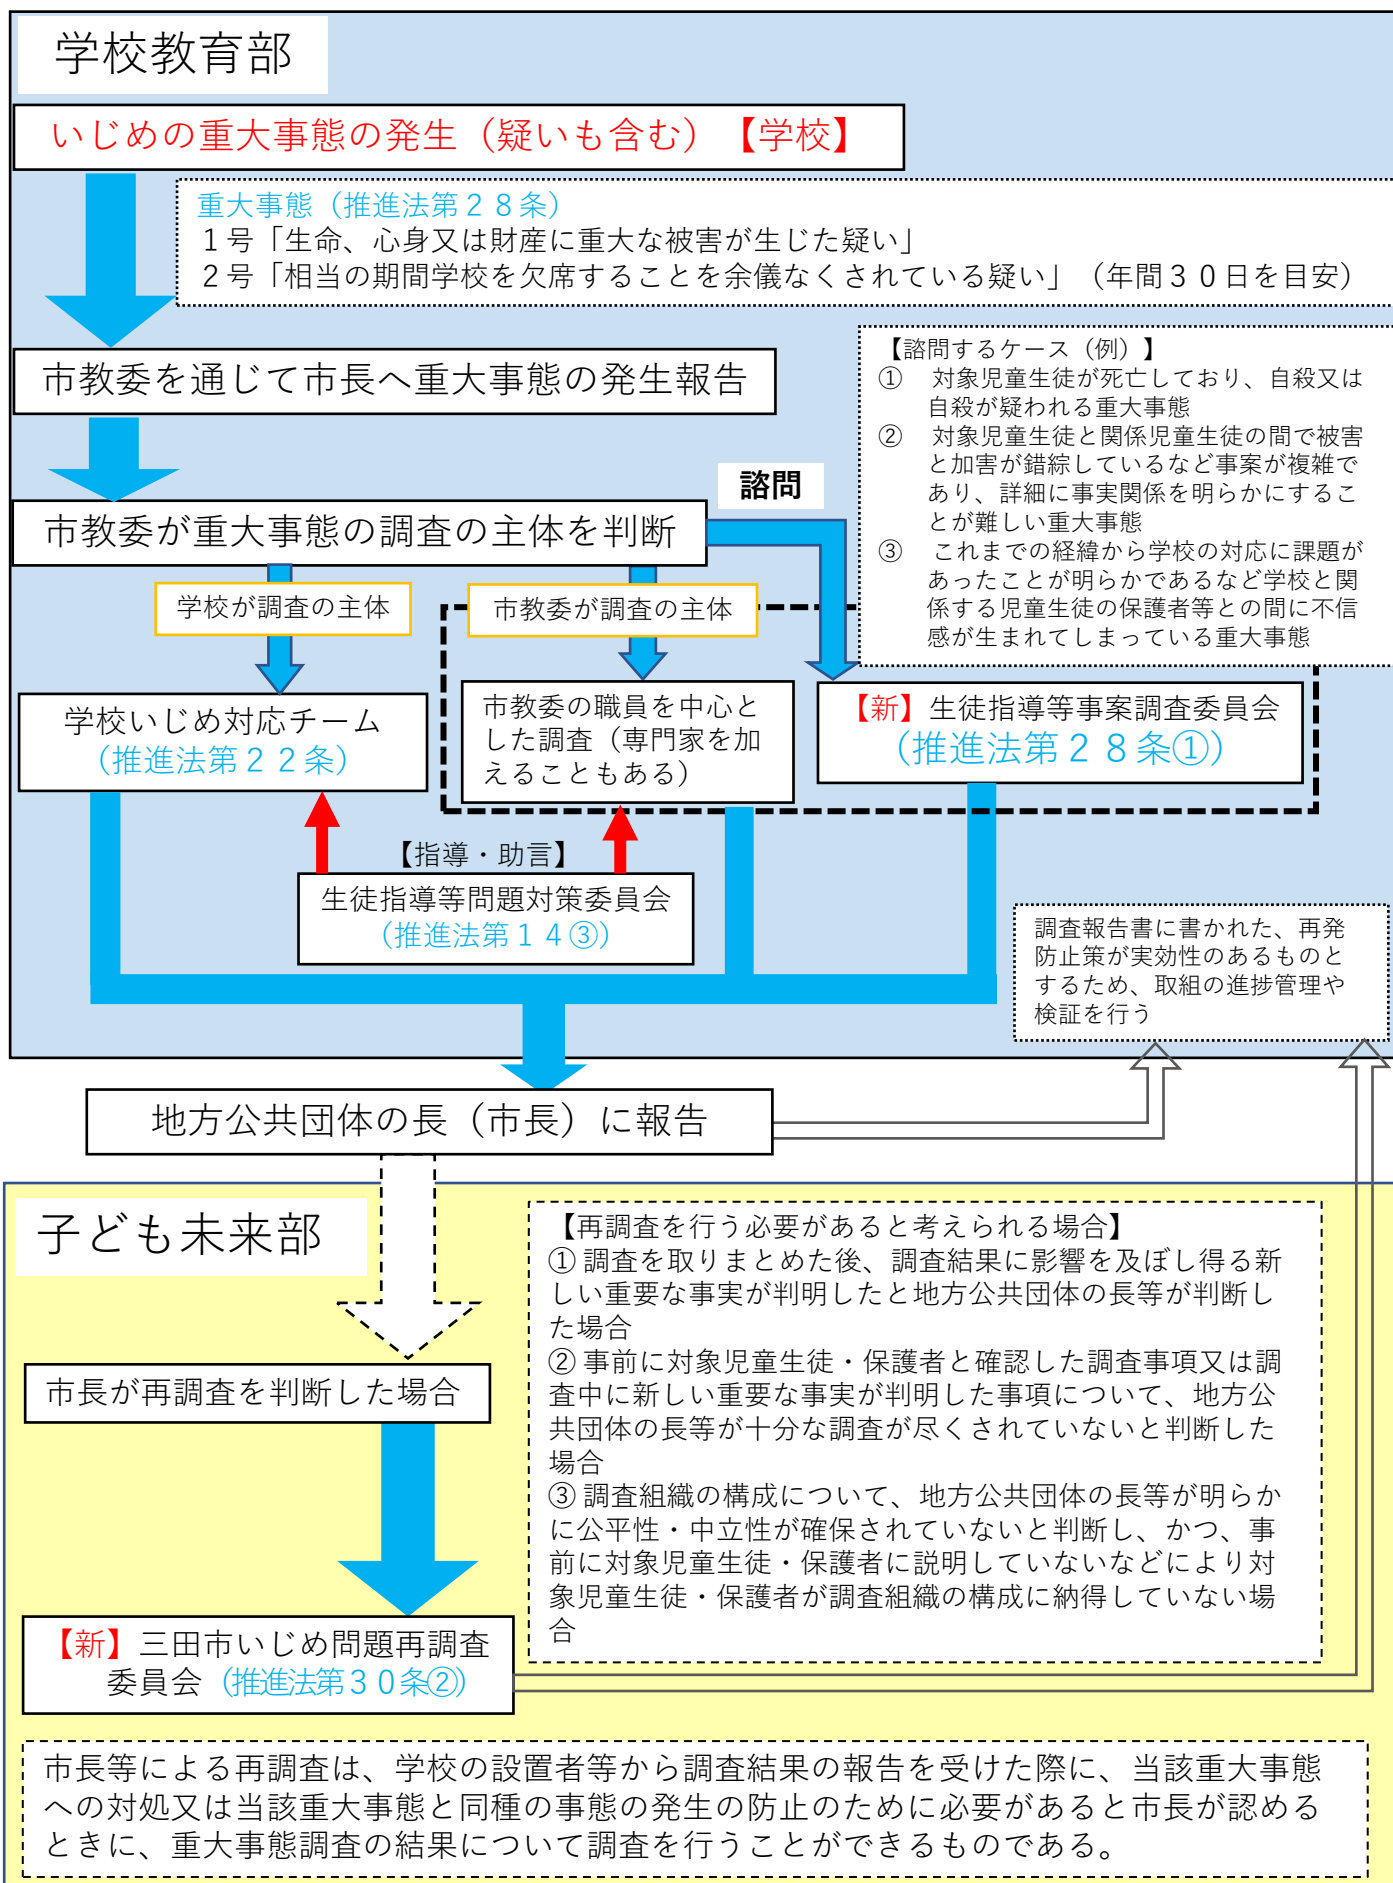 学校教育部
いじめの重大事態の発生（疑いも含む）【学校】
重大事態（推進法第２８条）
１号「生命、心身又は財産に重大な被害が生じた疑い」
２号「相当の期間学校を欠席することを余儀なくされている疑い」（年間３０日を目安）
市教委を通じて市長へ重大事態の発生報告
【諮問するケース（例）】
① 対象児童生徒が死亡しており、自殺又は
自殺が疑われる重大事態
② 対象児童生徒と関係児童生徒の間で被害
と加害が錯綜しているなど事案が複雑で
あり、詳細に事実関係を明らかにするこ
とが難しい重大事態
③ これまでの経緯から学校の対応に課題が
あったことが明らかであるなど学校と関
係する児童生徒の保護者等との間に不信
感が生まれてしまっている重大事態
諮問
市教委が重大事態の調査の主体を判断
学校が調査の主体
市教委が調査の主体
学校いじめ対応チーム
（推進法第２２条）
市教委の職員を中心と
した調査（専門家を加
えることもある）
【新】生徒指導等事案調査委員会
（推進法第２８条①）
【指導・助言】
生徒指導等問題対策委員会
（推進法第１４③）
調査報告書に書かれた、再発
防止策が実効性のあるものと
するため、取組の進捗管理や
検証を行う
地方公共団体の長（市長）に報告
子ども未来部
【再調査を行う必要があると考えられる場合】
① 調査を取りまとめた後、調査結果に影響を及ぼし得る新
しい重要な事実が判明したと地方公共団体の長等が判断し
た場合
② 事前に対象児童生徒・保護者と確認した調査事項又は調
査中に新しい重要な事実が判明した事項について、地方公
共団体の長等が十分な調査が尽くされていないと判断した
場合
③ 調査組織の構成について、地方公共団体の長等が明らか
に公平性・中立性が確保されていないと判断し、かつ、事
前に対象児童生徒・保護者に説明していないなどにより対
象児童生徒・保護者が調査組織の構成に納得していない場
合
市長が再調査を判断した場合
【新】三田市いじめ問題再調査
委員会（推進法第３０条②）
市長等による再調査は、学校の設置者等から調査結果の報告を受けた際に、当該重大事態
への対処又は当該重大事態と同種の事態の発生の防止のために必要があると市長が認める
ときに、重大事態調査の結果について調査を行うことができるものである。